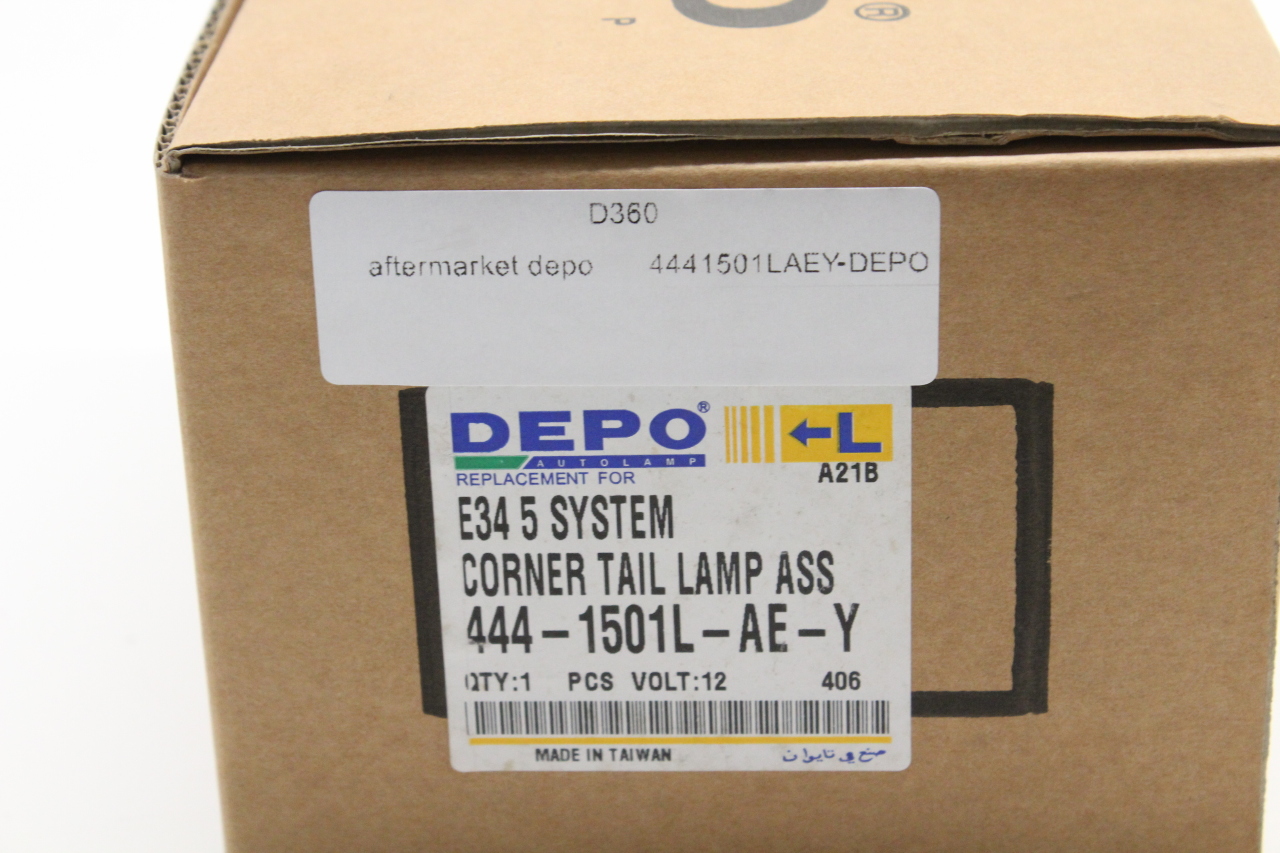 ®
P
D360
aftermarket depo 4441501LAEY-DEPO
DEPO®
AUTOLAMP
L
REPLACEMENT FOR
A21B
E34 5 SYSTEM
CORNER TAIL LAMP ASS
444-1501L-AE-Y
QTY:1 PCS VOLT:12 406
MADE IN TAIWAN
صنع في تايوان